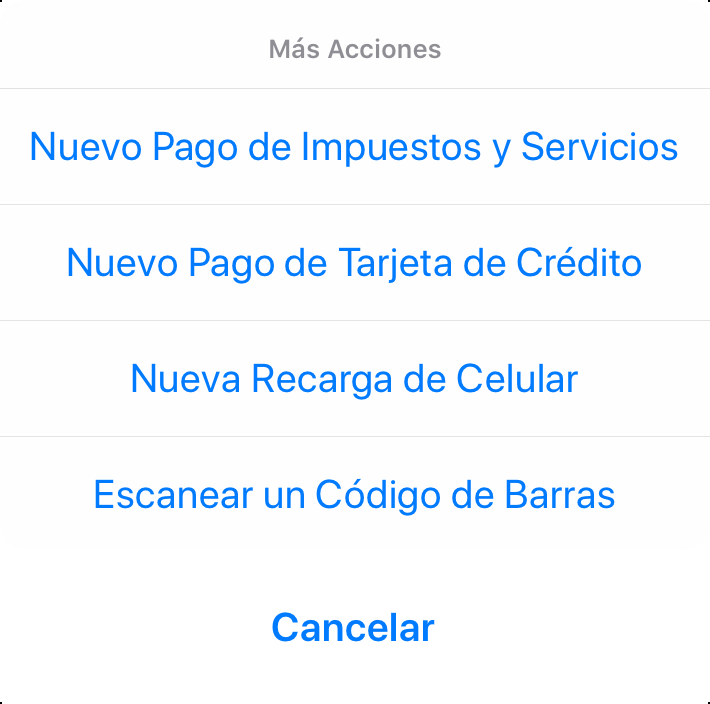 Más Acciones
Nuevo Pago de Impuestos y Servicios
Nuevo Pago de Tarjeta de Crédito
Nueva Recarga de Celular
Escanear un Código de Barras
Cancelar